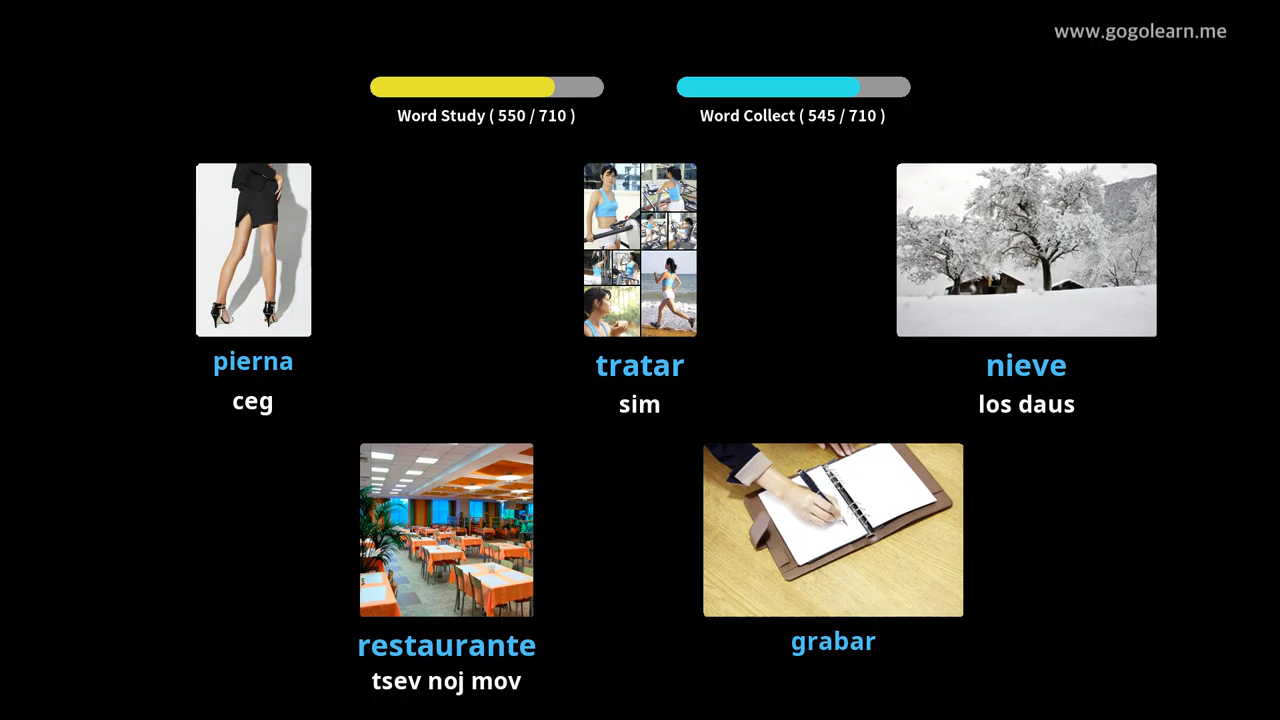 www.gogolearn.me
Word Study ( 550 / 710 )
Word Collect ( 545 / 710 )
pierna
ceg
tratar
sim
nieve
los daus
restaurante
tsev noj mov
grabar